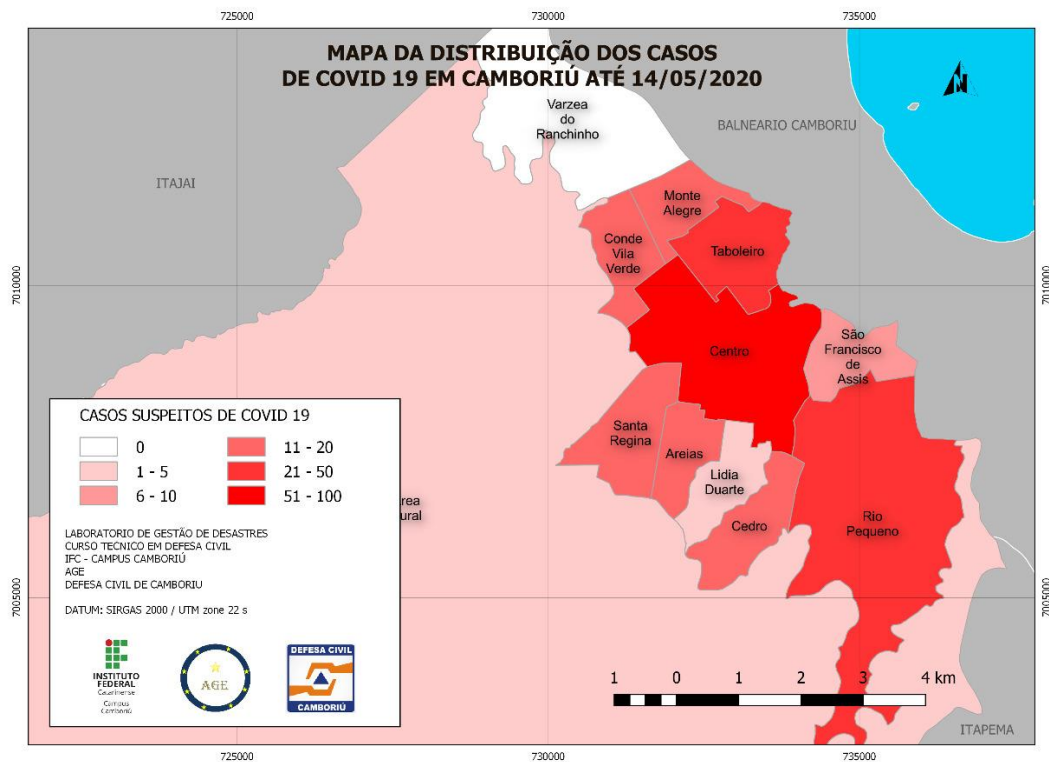 725000
730000
735000
MAPA DA DISTRIBUIÇÃO DOS CASOS
DE COVID 19 EM CAMBORIÚ ATÉ 14/05/2020
N
Varzea
do
Ranchinho
BALNEARIO CAMBORIU
ITAJAI
Monte
Alegre
Conde
Vila
Verde
Taboleiro
7010000
7010000
Centro
São
Francisco
de
Assis
CASOS SUSPEITOS DE COVID 19
0
11 - 20
1 - 5
21 - 50
6 - 10
51 - 100
Santa
Regina
Areias
Lidia
Duarte
Cedro
Rio
Pequeno
rea
ural
LABORATORIO DE GESTÃO DE DESASTRES
CURSO TECNICO EM DEFESA CIVIL
IFC - CAMPUS CAMBORIÚ
AGE
DEFESA CIVIL DE CAMBORIU
DATUM: SIRGAS 2000 / UTM zone 22 s
7005000
7005000
INSTITUTO
FEDERAL
Catarinense
Campus
Camboriú
AGE
DEFESA CIVIL
CAMBORIÚ
1 0 1 2 3 4 km
ITAPEMA
725000
730000
735000